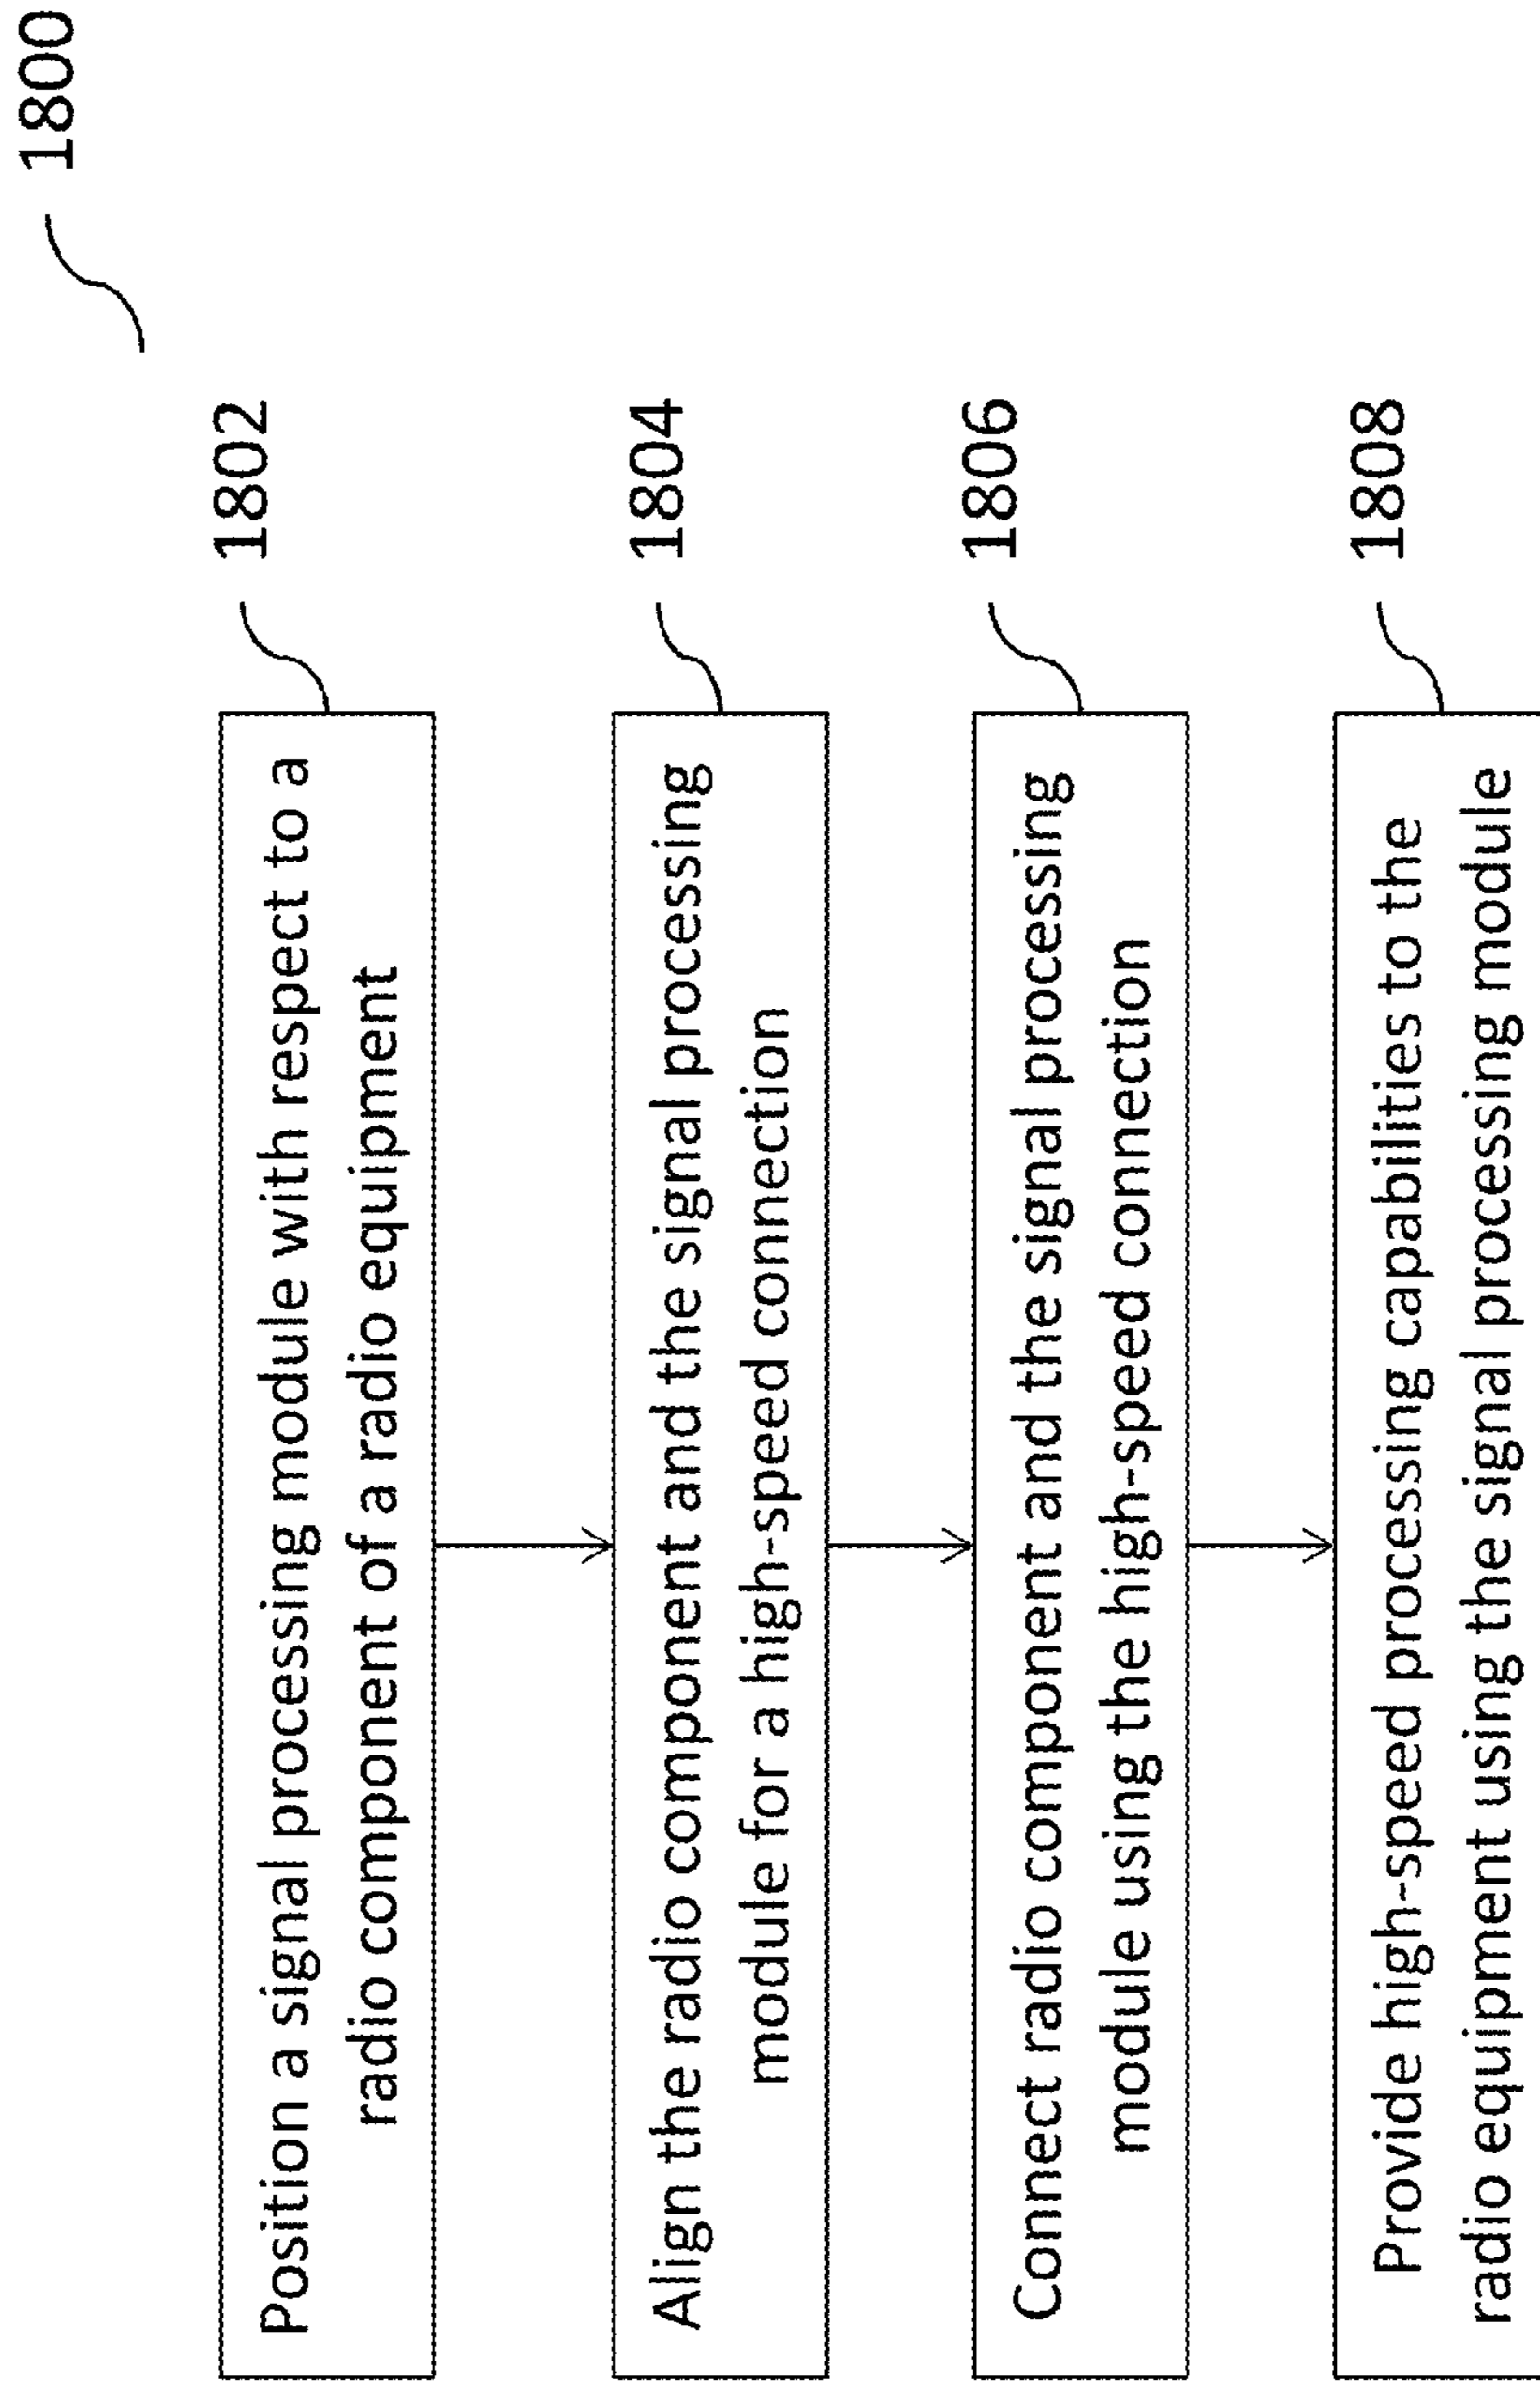 1800
1802
Position a signal processing module with respect to a
radio component of a radio equipment
1804
Align the radio component and the signal processing
module for a high-speed connection
1806
Connect radio component and the signal processing
module using the high-speed connection
1808
Provide high-speed processing capabilities to the
radio equipment using the signal processing module